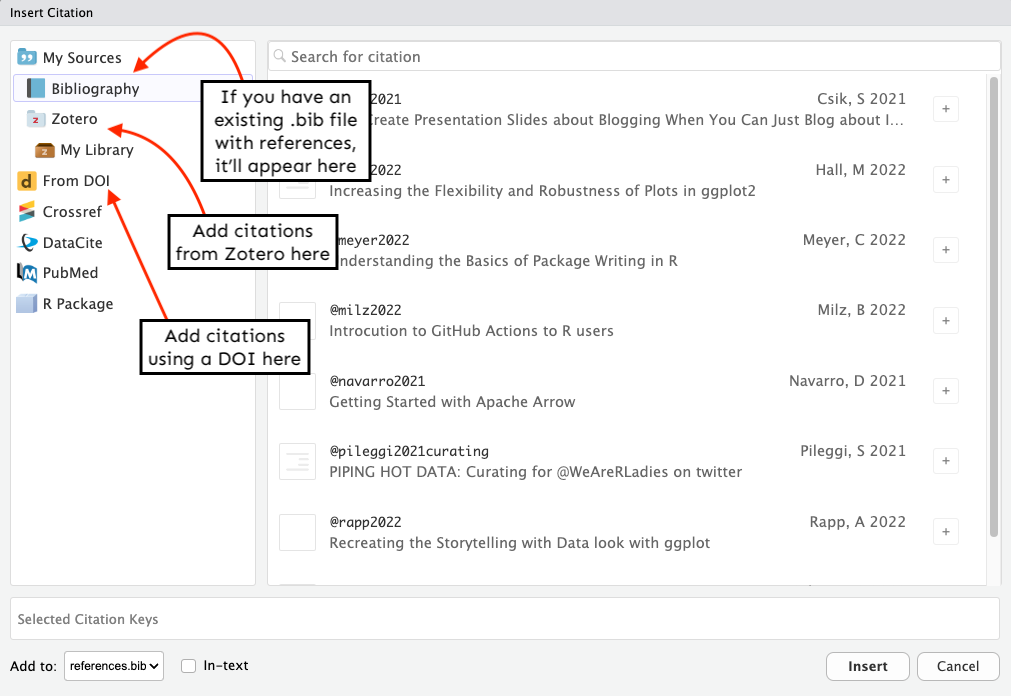 Insert Citation
My Sources
Bibliography
Zotero
My Library
From DOI
Crossref
DataCite
PubMed
R Package
If you have an
existing .bib file
with references,
it'll appear here
Add citations
from Zotero here
Add citations
using a DOI here
Search for citation
2021
Csik, S 2021
Create Presentation Slides about Blogging When You Can Just Blog about I...
2022
Hall, M 2022
Increasing the Flexibility and Robustness of Plots in ggplot2
meyer2022
Meyer, C 2022
nderstanding the Basics of Package Writing in R
@milz2022
Milz, B 2022
Introcution to GitHub Actions to R users
@navarro2021
Navarro, D 2021
Getting Started with Apache Arrow
@pileggi2021curating
Pileggi, S 2021
PIPING HOT DATA: Curating for @WeAreRLadies on twitter
@rapp2022
Rapp, A 2022
Recreating the Storytelling with Data look with ggplot
Selected Citation Keys
Add to: references.bib In-text
Insert Cancel